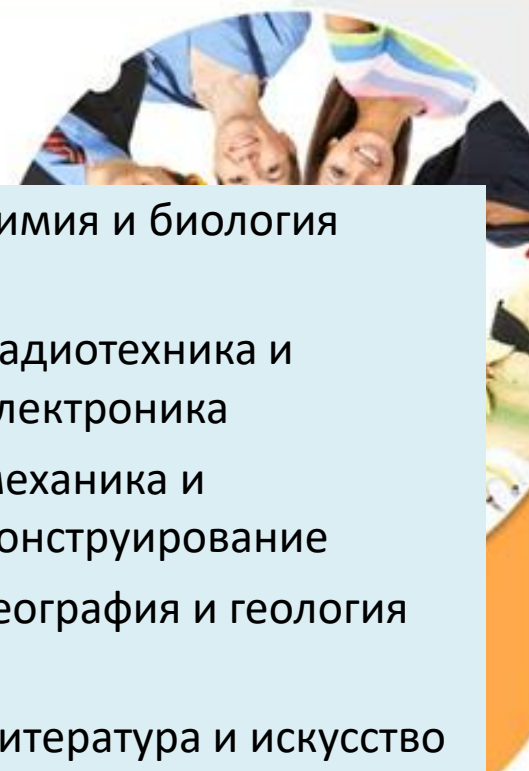 имия и биология
адиотехника и
лектроника
еханика и
онструирование
еография и геология
итература и искусство